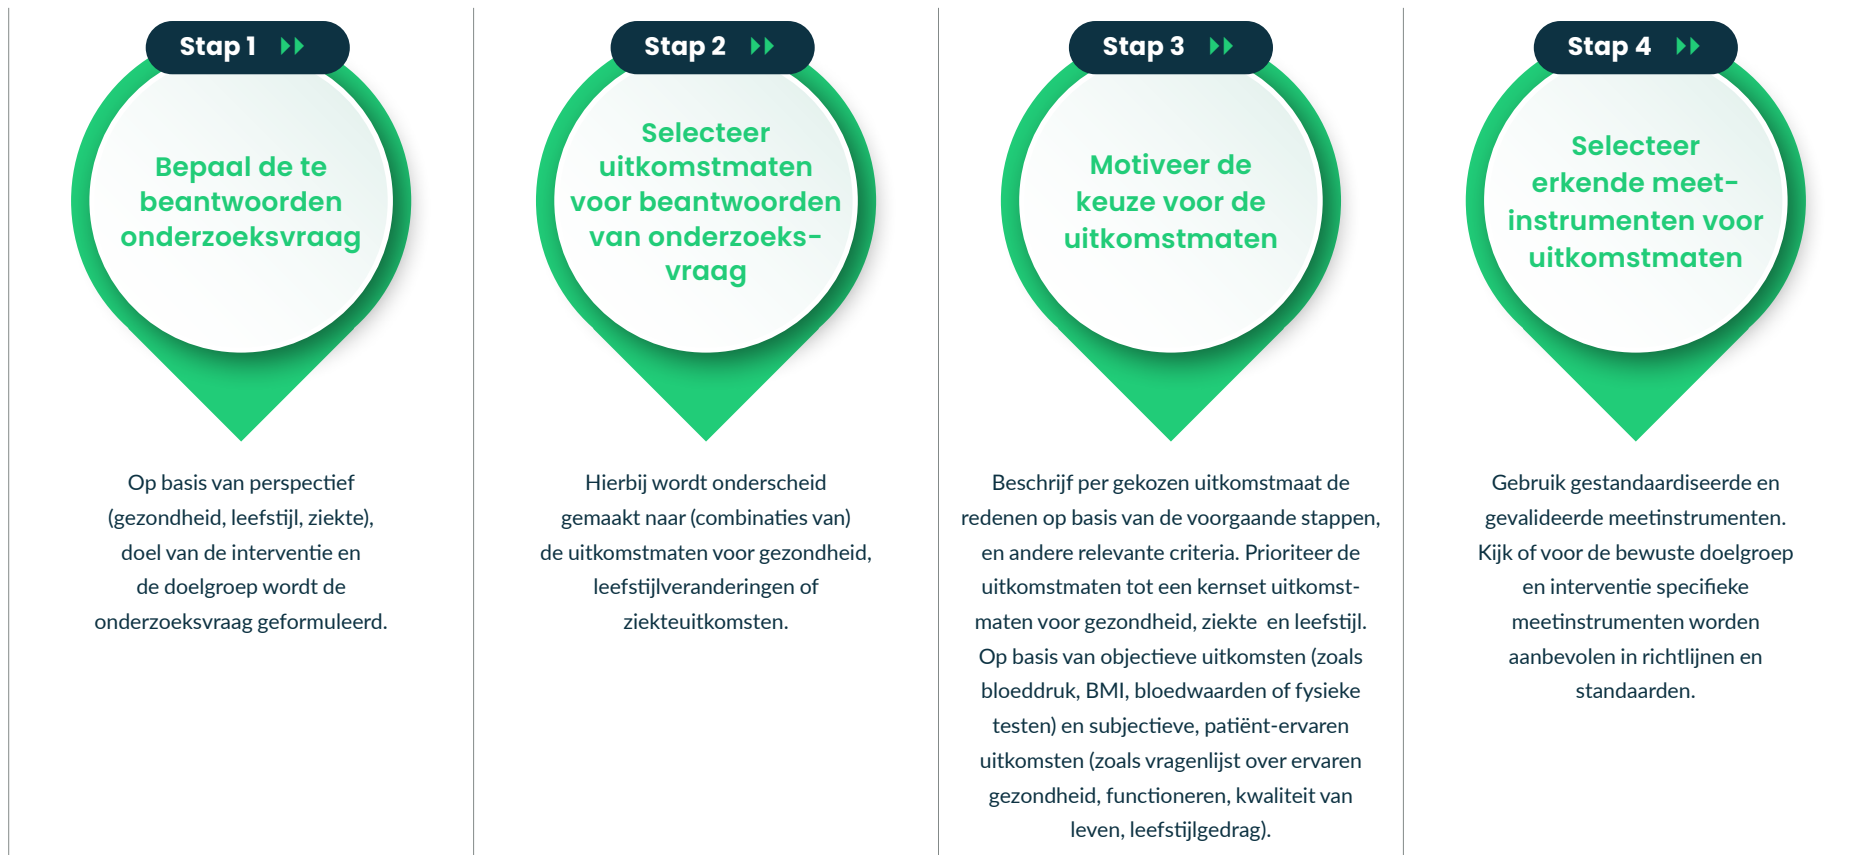 Stap 1
Bepaal de te
beantwoorden
onderzoeksvraag
Op basis van perspectief
(gezondheid, leefstijl, ziekte),
doel van de interventie en
de doelgroep wordt de
onderzoeksvraag geformuleerd.
Stap 2
Selecteer
uitkomstmaten
voor beantwoorden
van onderzoeks-
vraag
Hierbij wordt onderscheid
gemaakt naar (combinaties van)
de uitkomstmaten voor gezondheid,
leefstijlveranderingen of
ziekteuitkomsten.
Stap 3
Motiveer de
keuze voor de
uitkomstmaten
Beschrijf per gekozen uitkomstmaat de
redenen op basis van de voorgaande stappen,
en andere relevante criteria. Prioriteer de
uitkomstmaten tot een kernset uitkomst-
maten voor gezondheid, ziekte  en leefstijl.
Op basis van objectieve uitkomsten (zoals
bloeddruk, BMI, bloedwaarden of fysieke
testen) en subjectieve, patiënt-ervaren
uitkomsten (zoals vragenlijst over ervaren
gezondheid, functioneren, kwaliteit van
leven, leefstijlgedrag).
Stap 4
Selecteer
erkende meet-
instrumenten voor
uitkomstmaten
Gebruik gestandaardiseerde en
gevalideerde meetinstrumenten.
Kijk of voor de bewuste doelgroep
en interventie specifieke
meetinstrumenten worden
aanbevolen in richtlijnen en
standaarden.